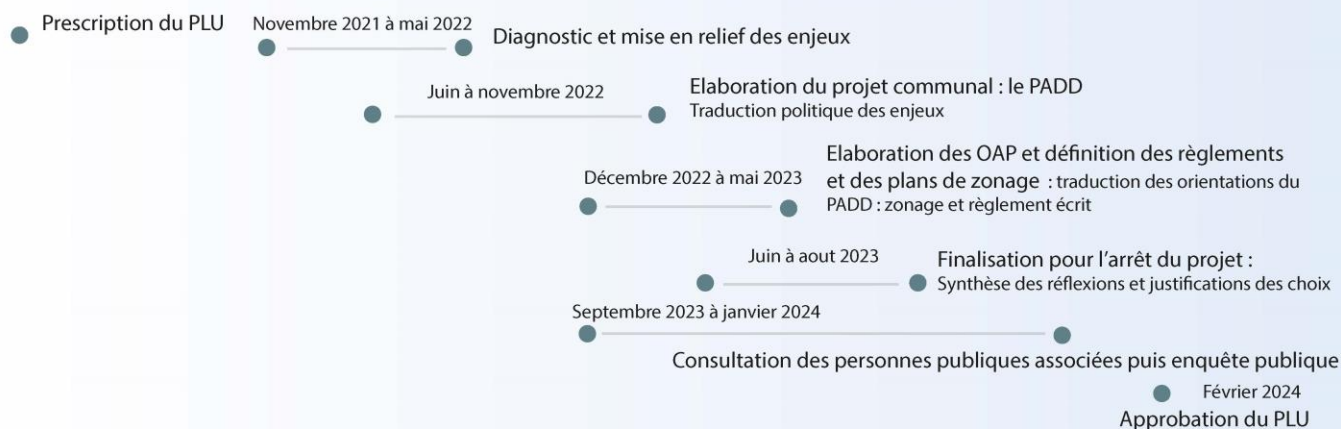 Prescription du PLU
Novembre 2021 à mai 2022
Diagnostic et mise en relief des enjeux
Juin à novembre 2022
Elaboration du projet communal : le PADD
Traduction politique des enjeux
Décembre 2022 à mai 2023
Elaboration des OAP et définition des règlements
et des plans de zonage : traduction des orientations du
PADD : zonage et règlement écrit
Juin à aout 2023
Finalisation pour l'arrêt du projet :
Synthèse des réflexions et justifications des choix
Septembre 2023 à janvier 2024
Consultation des personnes publiques associées puis enquête publique
Février 2024
Approbation du PLU